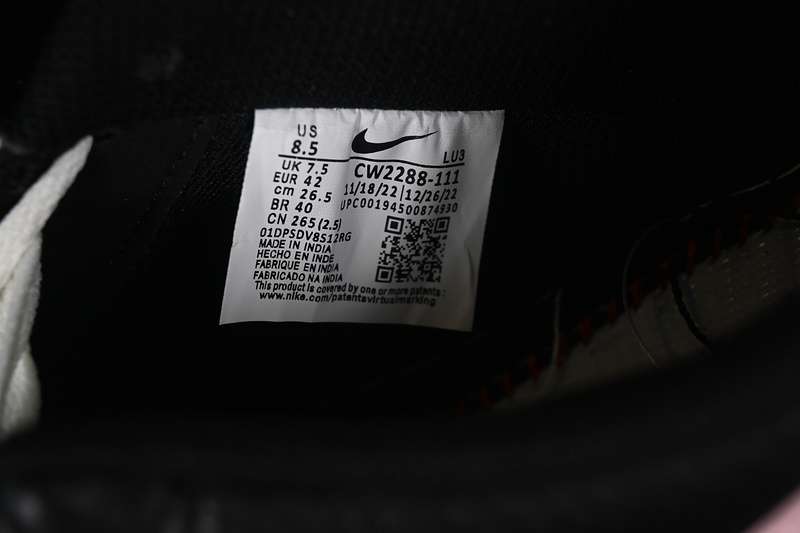 US
8.5
LU3
UK 7.5
CW2288-111
EUR 42
11/18/22 | 12/26/22
cm 26.5
UPC00194500874930
BR 40
CN 265 (2.5)
01DPSDV8S12RG
MADE IN INDIA
HECHO EN INDE
FABRIQUE EN INDIA
FABRICADO NA INDIA
This product is covered by one or more patents :
www.nike.com/patentsvirtualmarking